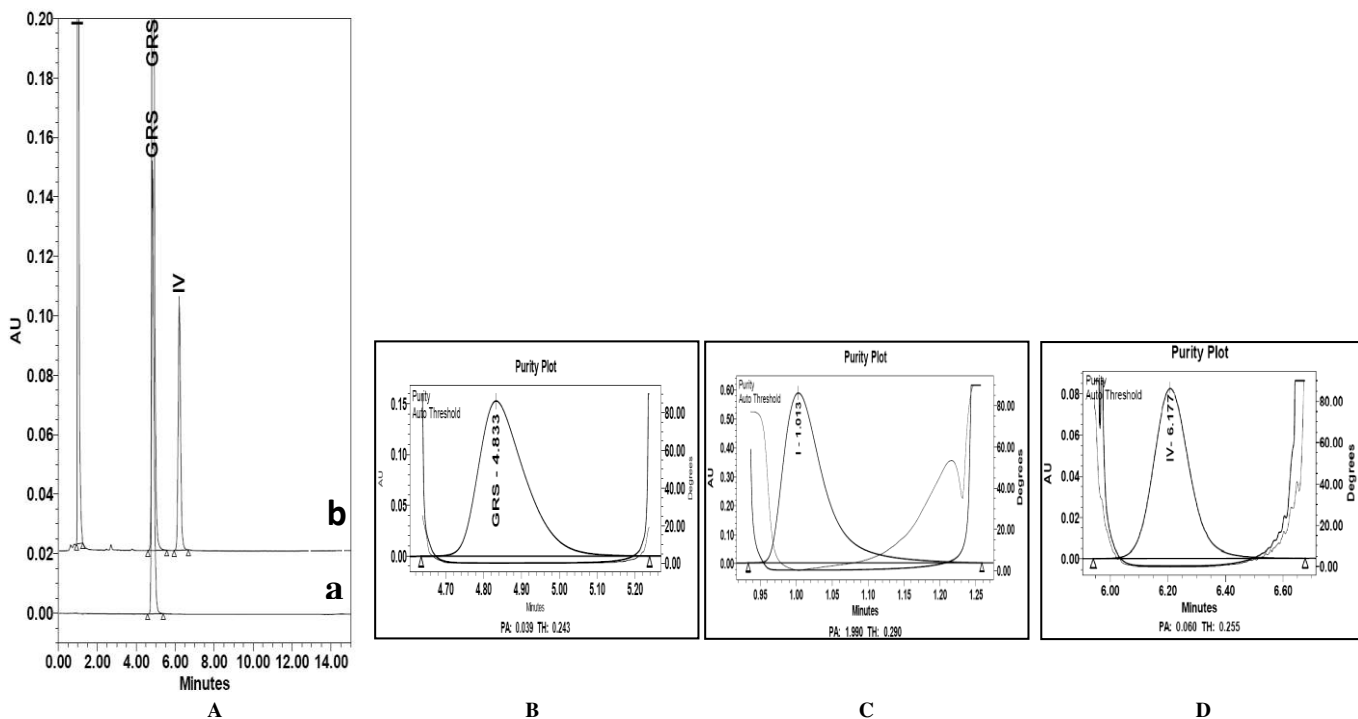 0.20
0.18
0.16
0.14
0.12
0.10
0.08
0.06
0.04
0.02
0.00
AU
I
GRS
GRS
IV
b
a
0.00 2.00 4.00 6.00 8.00 10.00 12.00 14.00
Minutes
A
Purity Plot
Purity
Auto Threshold
0.15
0.10
0.05
0.00
AU
GRS - 4.833
80.00
60.00
40.00
20.00
0.00
Degrees
4.70 4.80 4.90 5.00 5.10 5.20
Minutes
PA: 0.039 TH: 0.243
B
Purity Plot
Purity
Auto Threshold
0.60
0.50
0.40
0.30
0.20
0.10
0.00
AU
I - 1.013
80.00
60.00
40.00
20.00
0.00
Degrees
0.95 1.00 1.05 1.10 1.15 1.20 1.25
Minutes
PA: 1.990 TH: 0.290
C
Purity Plot
Purity
Auto Threshold
0.08
0.06
0.04
0.02
0.00
AU
IV- 6.177
80.00
60.00
40.00
20.00
0.00
Degrees
6.00 6.20 6.40 6.60
Minutes
PA: 0.060 TH: 0.255
D